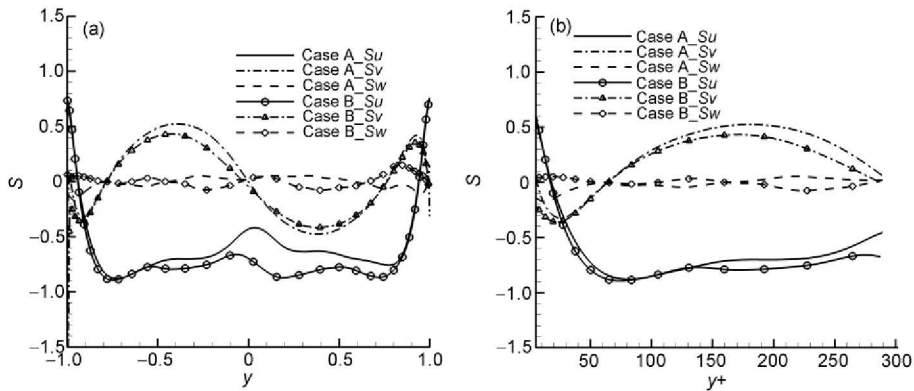 (a)
Case A_Su
Case A_Sv
Case A_Sw
Case B_Su
Case B_Sv
Case B_Sw
S
1.5
1.0
0.5
0
−0.5
−1.0
−1.5
−1.0
−0.5
0
0.5
1.0
y
(b)
Case A_Su
Case A_Sv
Case A_Sw
Case B_Su
Case B_Sv
Case B_Sw
S
1.5
1.0
0.5
0
−0.5
−1.0
−1.5
50
100
150
200
250
300
y+